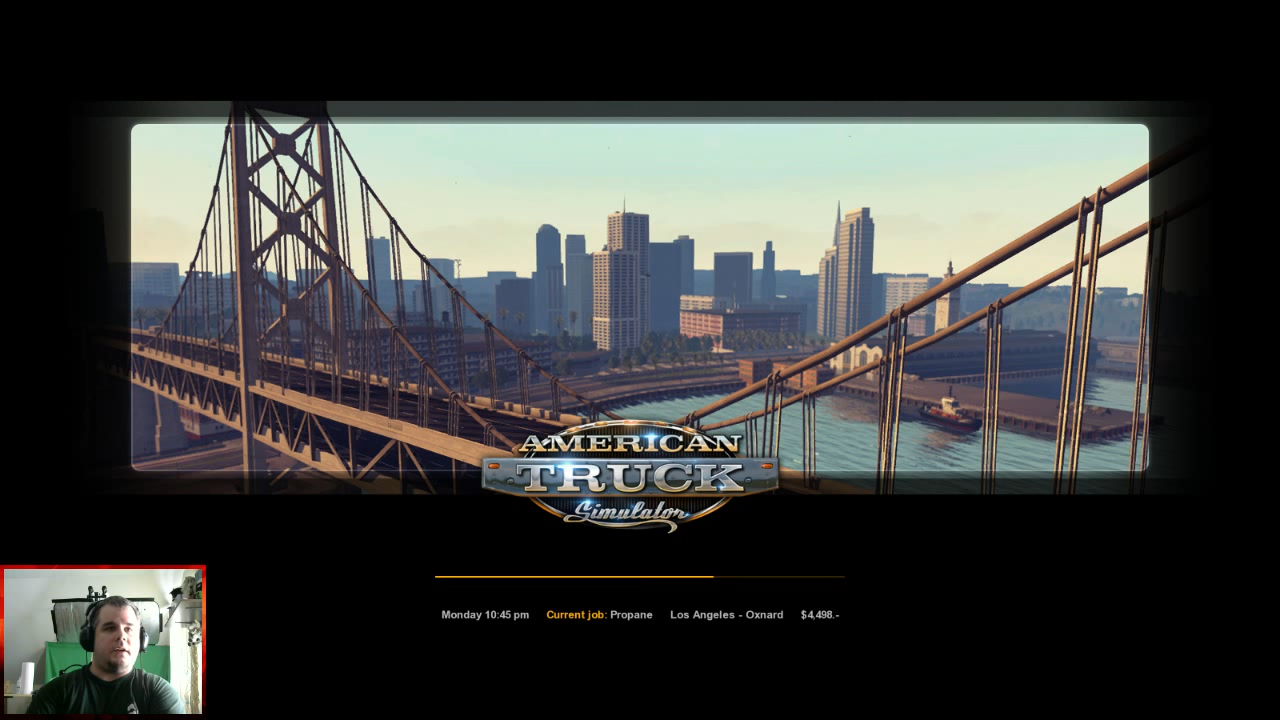 AMERICAN
TRUCK
Simulator
Monday 10:45 pm Current job: Propane Los Angeles - Oxnard $4,498.-